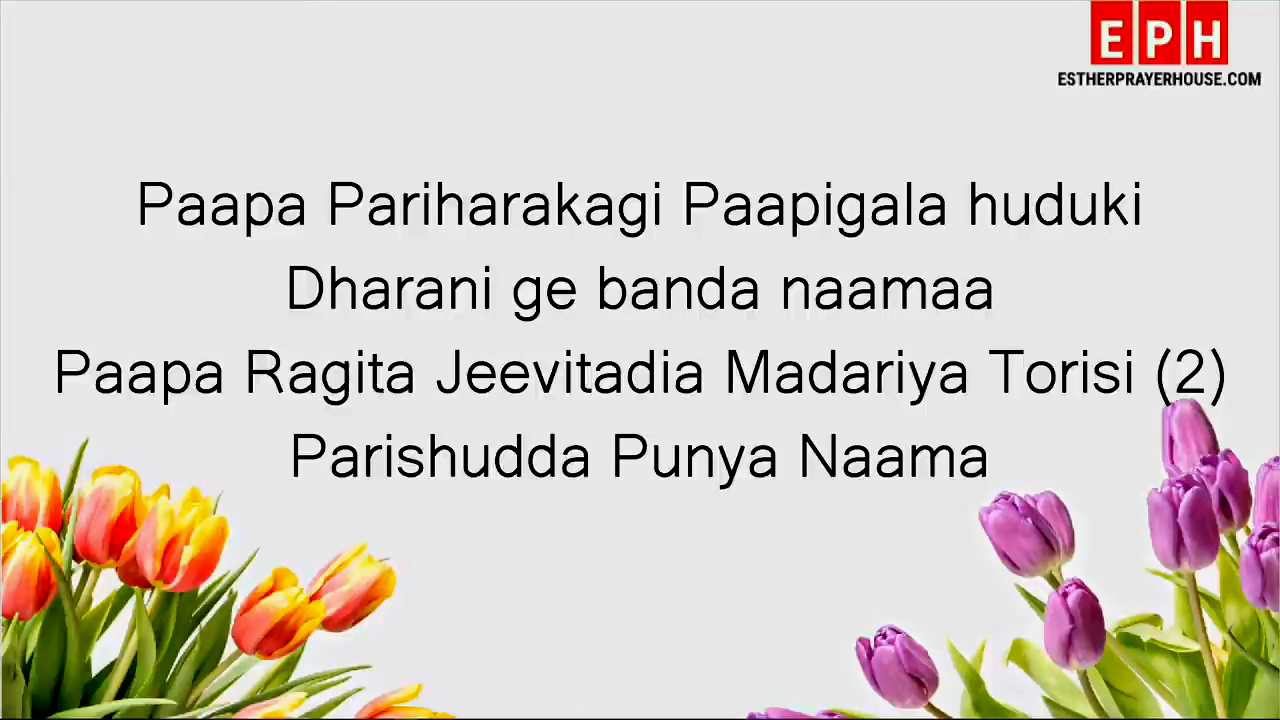 EPH
ESTHERPRAYERHOUSE.COM
Paapa Pariharakagi Paapigala huduki
Dharani ge banda naamaa
Paapa Ragita Jeevitadia Madariya Torisi (2)
Parishudda Punya Naama